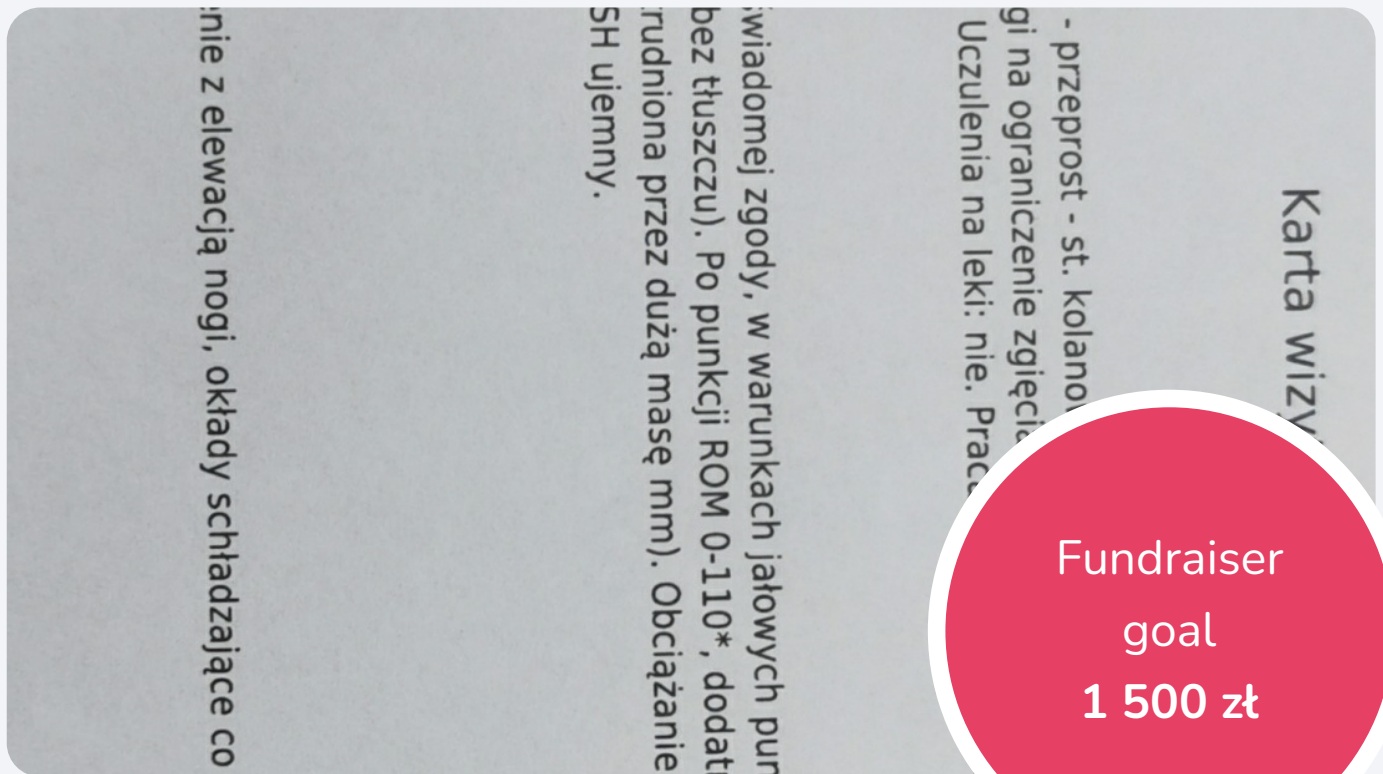 Karta wizy
- przeprost - st. kolano
gi na ograniczenie zgięcia
Uczulenia na leki: nie. Praca
świadomej zgody, w warunkach jałowych pun
bez tłuszczu). Po punkcji ROM 0-110*, dodat
rudniona przez dużą masę mm). Obciążanie
SH ujemny.
enie z elewacją nogi, okłady schładzające co
Fundraiser
goal
1 500 zł